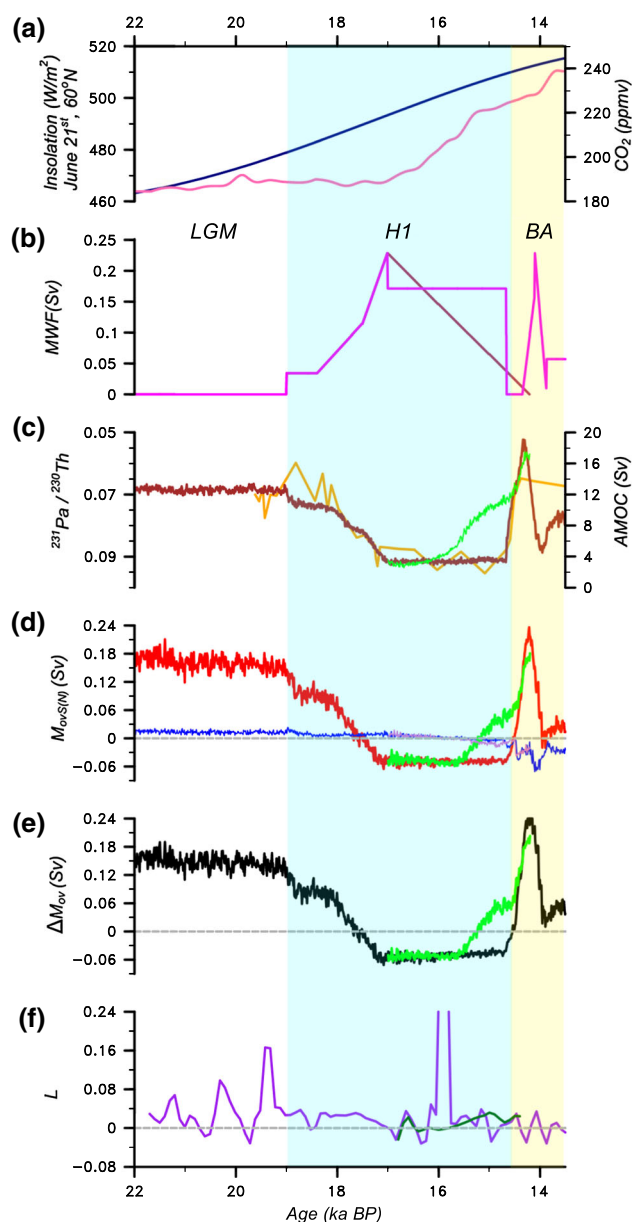 22 20 18 16 14
(a)
520
500
480
460
Insolation (W/m²)
June 21st, 60°N
240
220
200
180
CO₂ (ppmv)
(b)
LGM H1 BA
0.25
0.2
0.15
0.1
0.05
0
MWF(Sv)
(c)
0.05
0.07
0.09
²³¹Pa / ²³⁰Th
20
16
12
8
4
0
AMOC (Sv)
(d)
0.24
0.18
0.12
0.06
0
−0.06
MovS(N) (Sv)
(e)
0.24
0.18
0.12
0.06
0
−0.06
ΔMov (Sv)
(f)
0.24
0.16
0.08
0
−0.08
L
22 20 18 16 14
Age (ka BP)